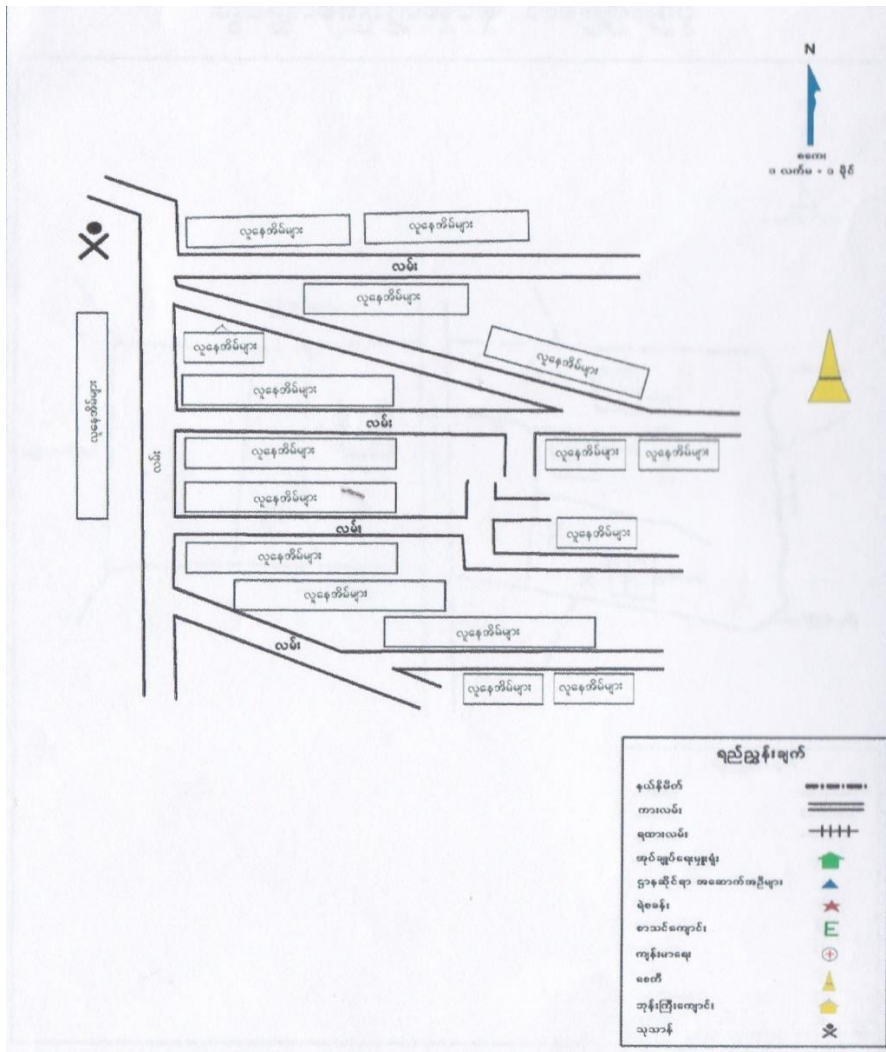 N
စကေး
၁ လက်မ = ၁ မိုင်
လူနေအိမ်များ
လူနေအိမ်များ
လမ်း
လူနေအိမ်များ
လူနေအိမ်များ
လူနေအိမ်များ
လူနေအိမ်များ
လူနေအိမ်များ
လမ်း
လူနေအိမ်များ
လူနေအိမ်များ
လူနေအိမ်များ
လူနေအိမ်များ
လမ်း
လူနေအိမ်များ
လမ်း
လူနေအိမ်များ
လူနေအိမ်များ
လူနေအိမ်များ
လူနေအိမ်များ
လမ်း
လူနေအိမ်များ
လူနေအိမ်များ
ရည်ညွှန်းချက်
နယ်နိမိတ်
ကားလမ်း
ရထားလမ်း
အုပ်ချုပ်ရေးမှူးရုံး
ဌာနဆိုင်ရာ အဆောက်အဦများ
ရဲစခန်း
စာသင်ကျောင်း
E
ကျန်းမာရေး
စေတီ
ဘုန်းကြီးကျောင်း
သုသာန်